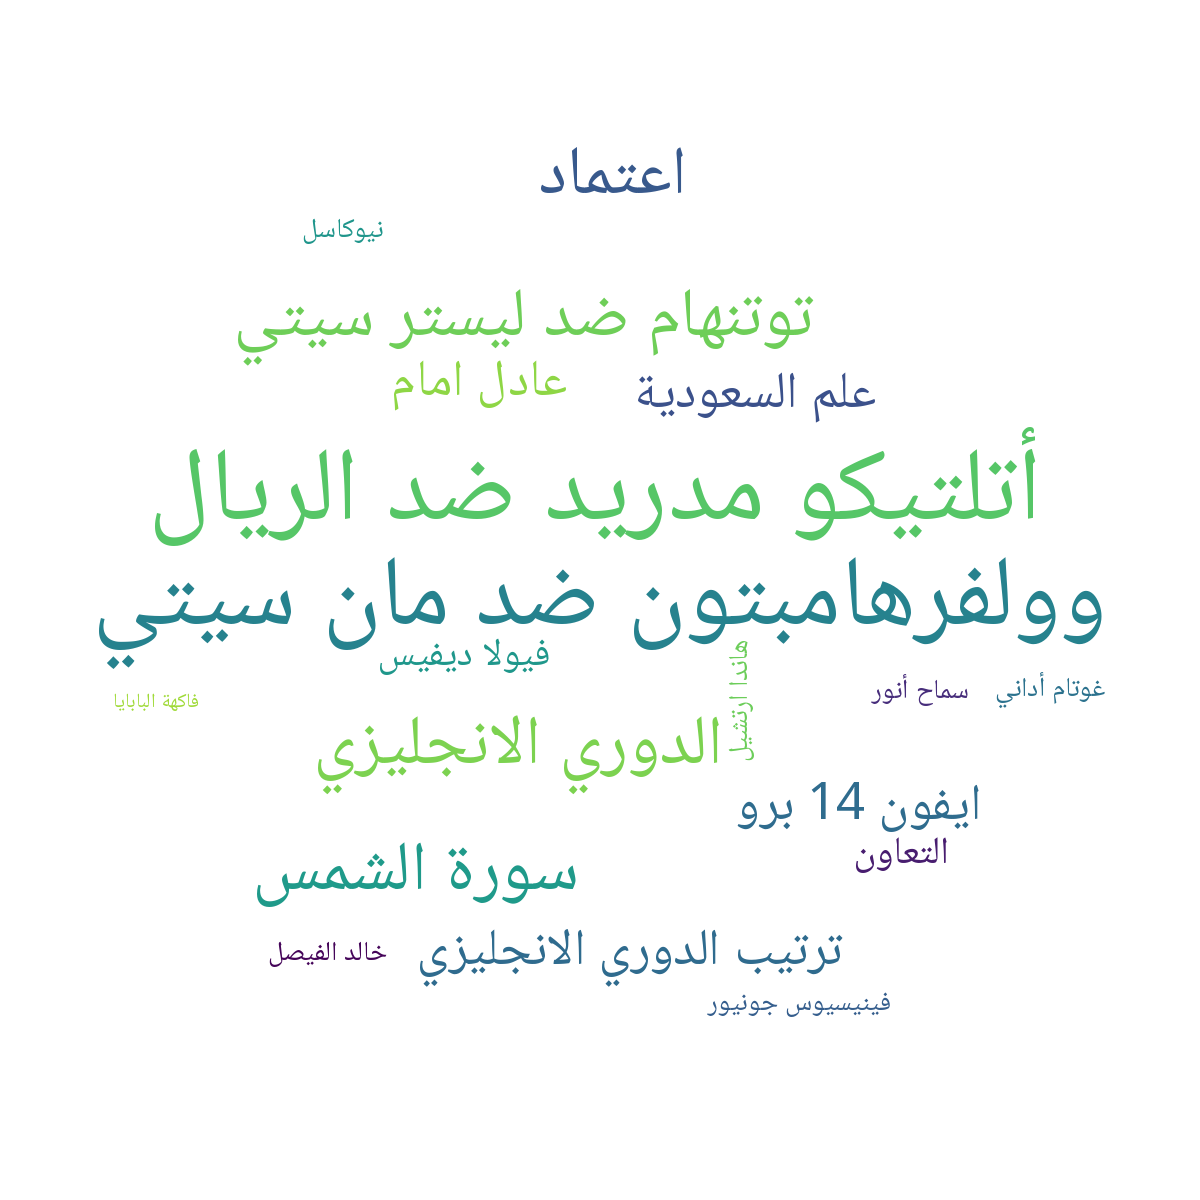 اعتماد
نيوكاسل
توتنهام ضد ليستر سيتي
عادل امام
علم السعودية
أتلتيكو مدريد ضد الريال
وولفرهامبتون ضد مان سيتي
فيولا ديفيس
هاندا ارتشيل
سماح أنور
غوتام أداني
فاكهة البابايا
الدوري الانجليزي
ايفون 14 برو
التعاون
سورة الشمس
ترتيب الدوري الانجليزي
خالد الفيصل
فينيسيوس جونيور